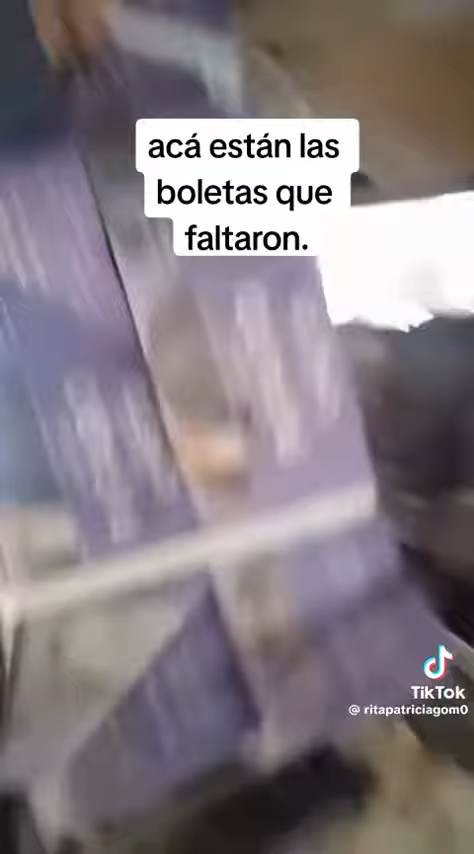 acá están las
boletas que
faltaron.
TikTok
@ ritapatriciagom0